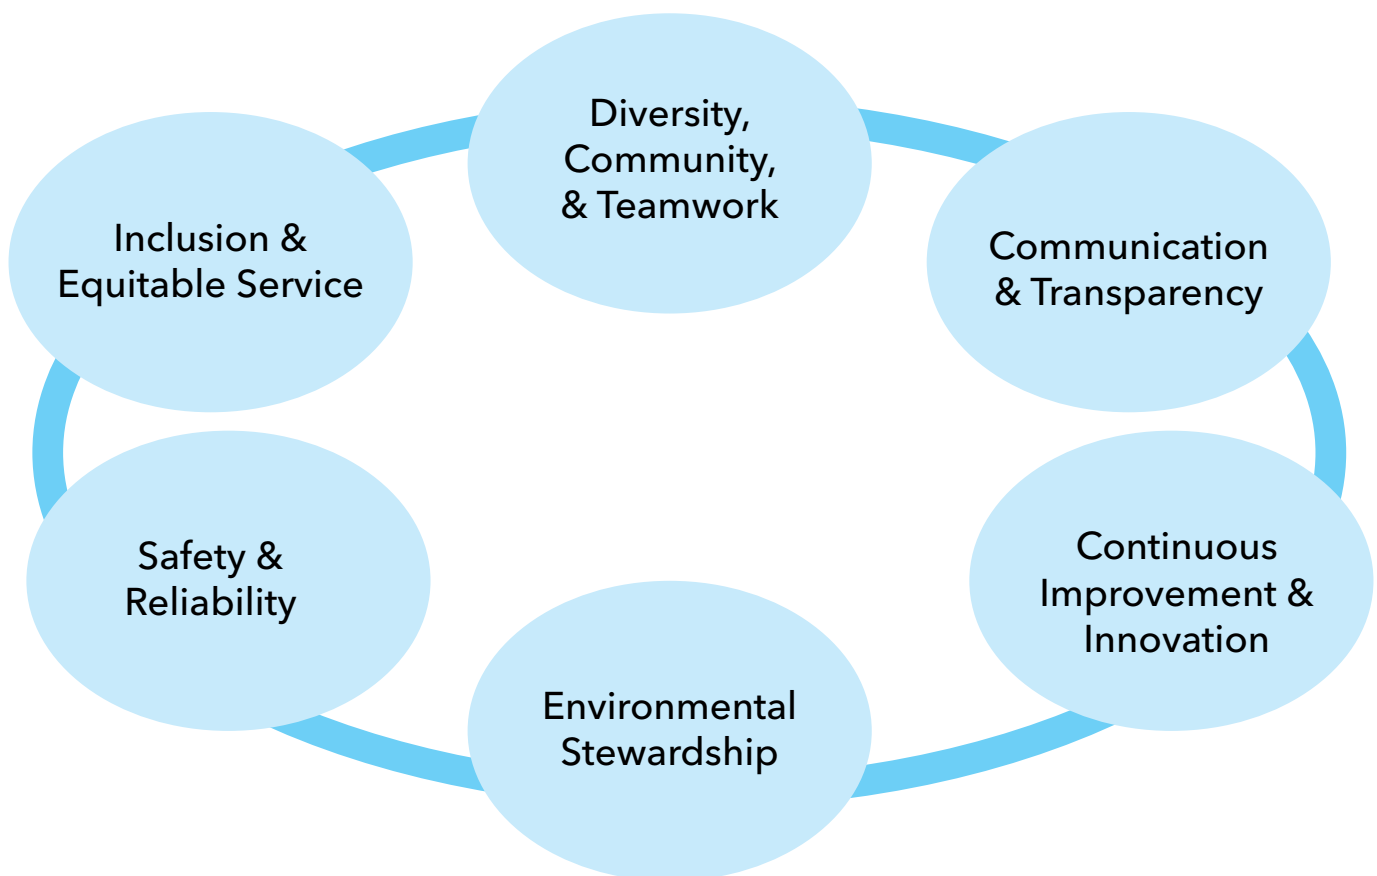 Diversity,
Community,
& Teamwork
Inclusion &
Equitable Service
Communication
& Transparency
Safety &
Reliability
Continuous
Improvement &
Innovation
Environmental
Stewardship